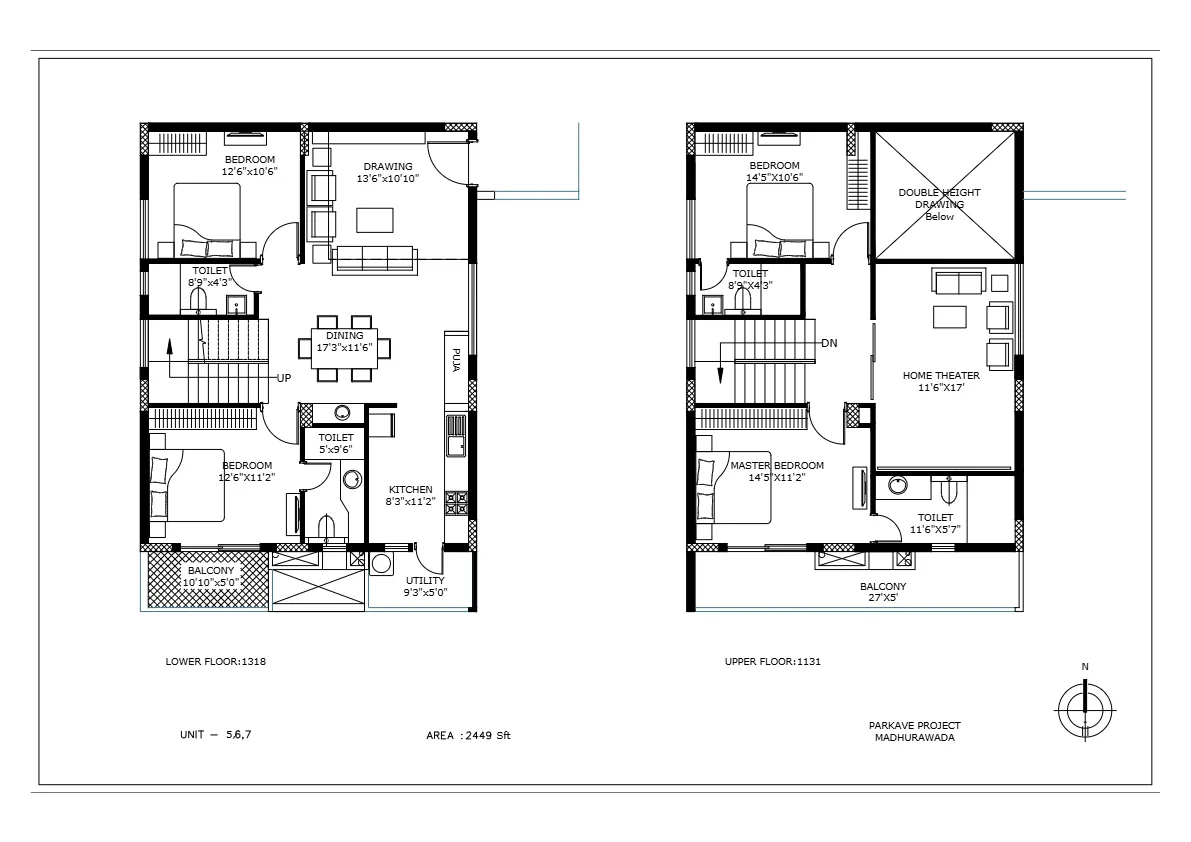 BEDROOM
12'6"x10'6"
DRAWING
13'6"x10'10"
TOILET
8'9"x4'3"
DINING
17'3"x11'6"
PUJA
UP
TOILET
5'x9'6"
BEDROOM
12'6"X11'2"
KITCHEN
8'3"x11'2"
BALCONY
10'10"x5'0"
UTILITY
9'3"x5'0"
LOWER FLOOR:1318
BEDROOM
14'5"X10'6"
DOUBLE HEIGHT
DRAWING
Below
TOILET
8'9"X4'3"
DN
HOME THEATER
11'6"X17'
MASTER BEDROOM
14'5"X11'2"
TOILET
11'6"X5'7"
BALCONY
27'X5'
UPPER FLOOR:1131
N
UNIT - 5,6,7
AREA :2449 Sft
PARKAVE PROJECT
MADHURAWADA